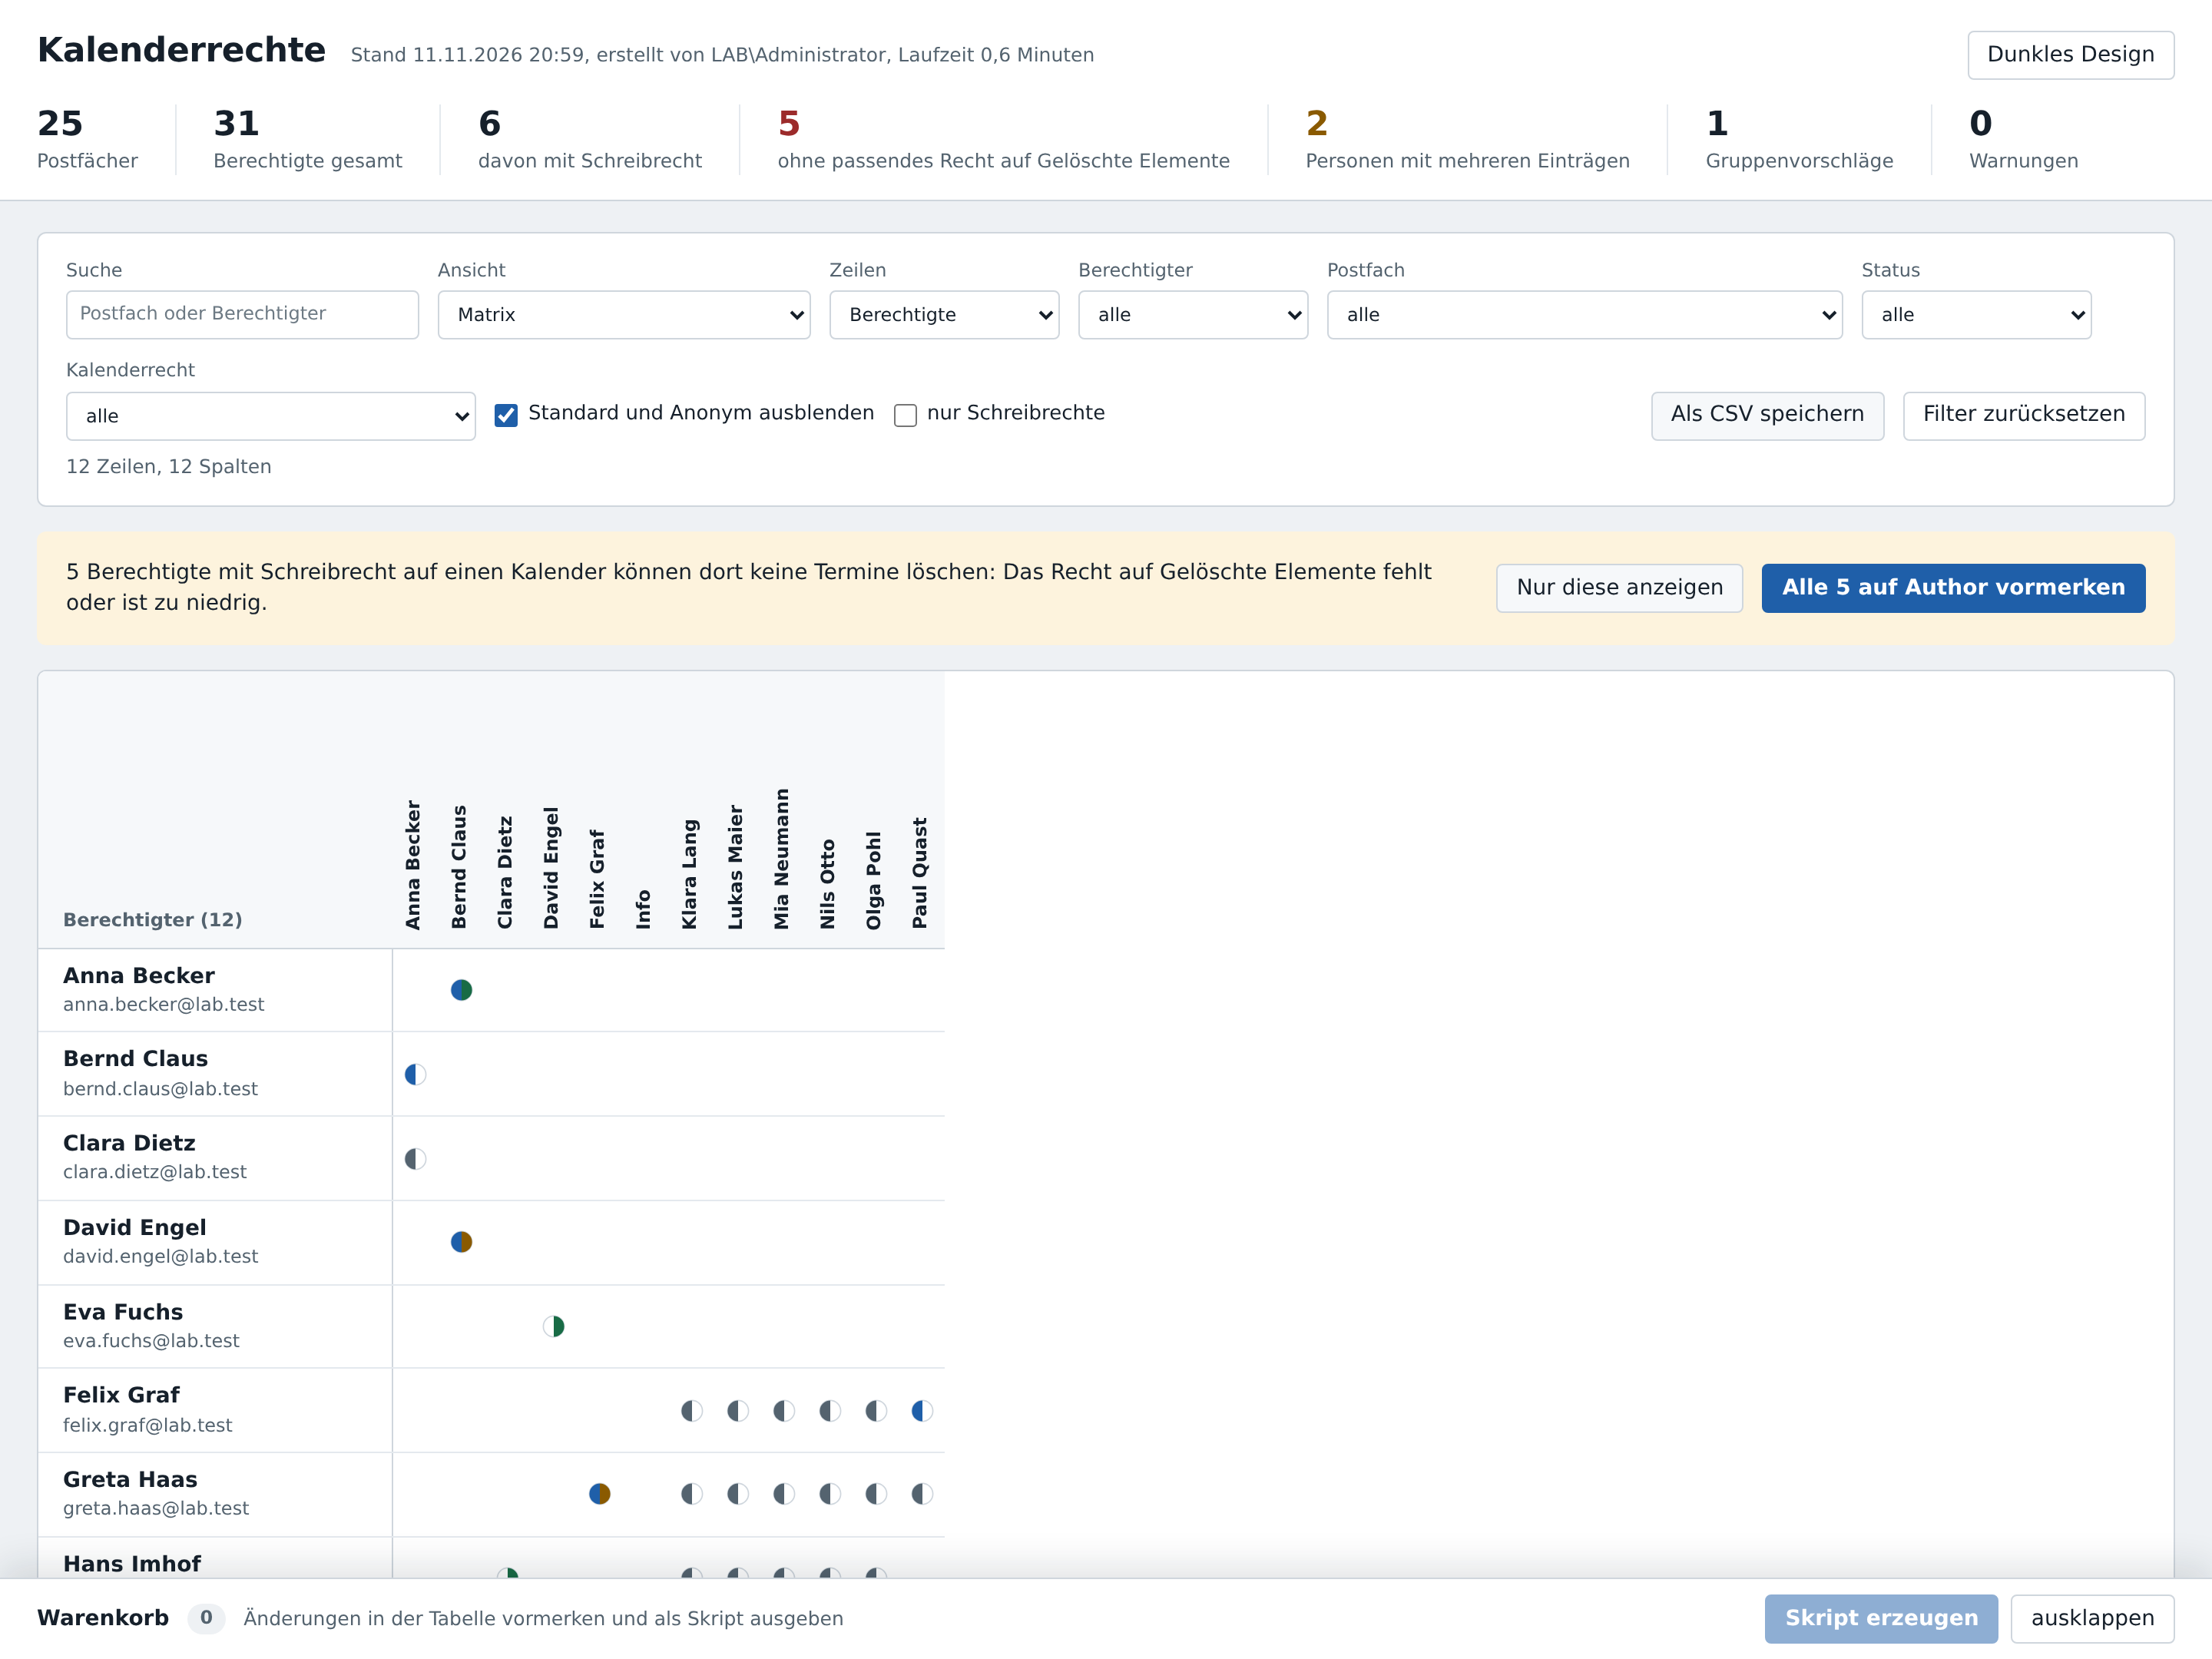 Kalenderrechte
Stand 11.11.2026 20:59, erstellt von LAB\Administrator, Laufzeit 0,6 Minuten
Dunkles Design
25
Postfächer
31
Berechtigte gesamt
6
davon mit Schreibrecht
5
ohne passendes Recht auf Gelöschte Elemente
2
Personen mit mehreren Einträgen
1
Gruppenvorschläge
0
Warnungen
Suche
Postfach oder Berechtigter
Ansicht
Matrix
Zeilen
Berechtigte
Berechtigter
alle
Postfach
alle
Status
alle
Kalenderrecht
alle
Standard und Anonym ausblenden
nur Schreibrechte
Als CSV speichern
Filter zurücksetzen
12 Zeilen, 12 Spalten
5 Berechtigte mit Schreibrecht auf einen Kalender können dort keine Termine löschen: Das Recht auf Gelöschte Elemente fehlt
oder ist zu niedrig.
Nur diese anzeigen
Alle 5 auf Author vormerken
Berechtigter (12)
Anna Becker
Bernd Claus
Clara Dietz
David Engel
Felix Graf
Info
Klara Lang
Lukas Maier
Mia Neumann
Nils Otto
Olga Pohl
Paul Quast
Anna Becker
anna.becker@lab.test
Bernd Claus
bernd.claus@lab.test
Clara Dietz
clara.dietz@lab.test
David Engel
david.engel@lab.test
Eva Fuchs
eva.fuchs@lab.test
Felix Graf
felix.graf@lab.test
Greta Haas
greta.haas@lab.test
Hans Imhof
Warenkorb
0
Änderungen in der Tabelle vormerken und als Skript ausgeben
Skript erzeugen
ausklappen